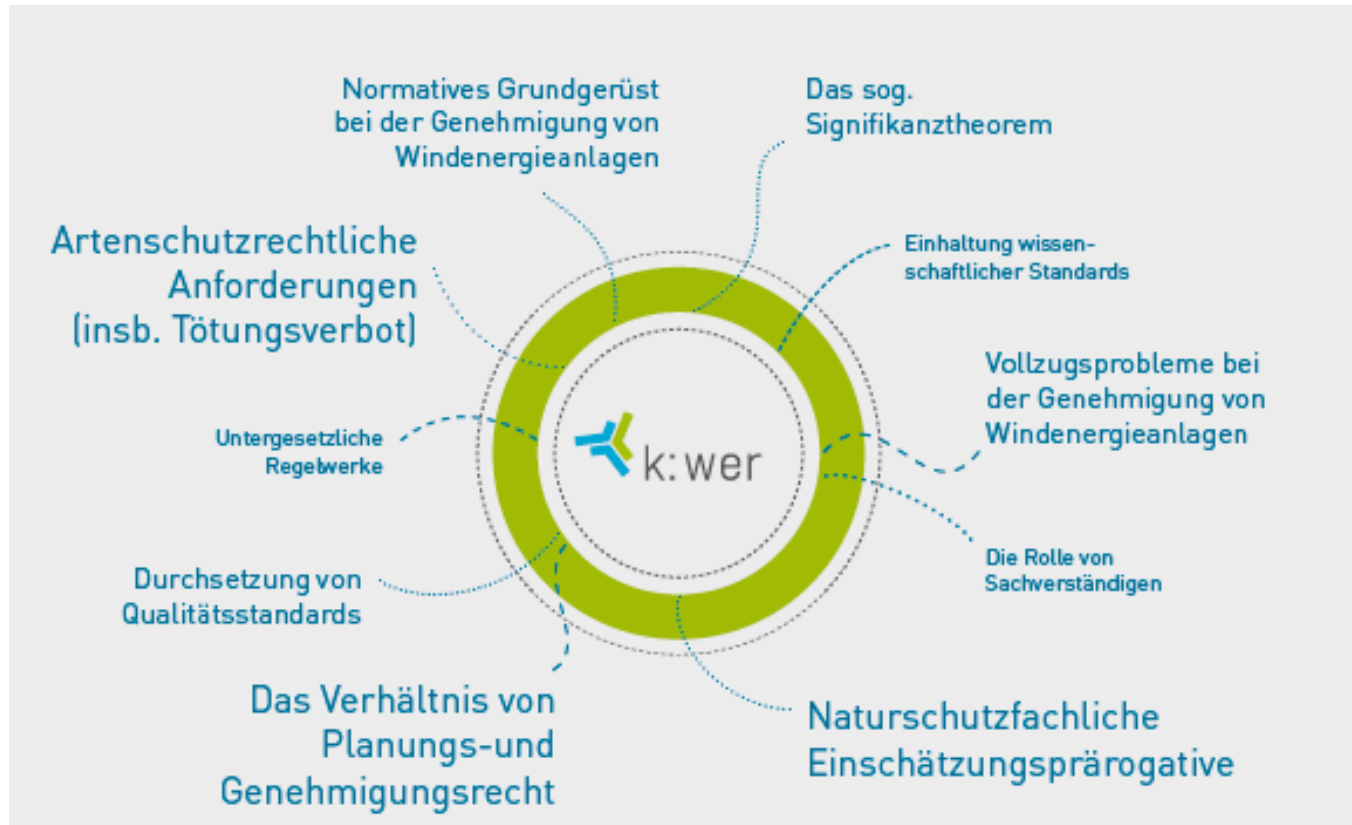 Normatives Grundgerüst
bei der Genehmigung von
Windenergieanlagen
Das sog.
Signifikanztheorem
Artenschutzrechtliche
Anforderungen
(insb. Tötungsverbot)
Einhaltung wissen-
schaftlicher Standards
Vollzugsprobleme bei
der Genehmigung von
Windenergieanlagen
Untergesetzliche
Regelwerke
k:wer
Die Rolle von
Sachverständigen
Durchsetzung von
Qualitätsstandards
Das Verhältnis von
Planungs-und
Genehmigungsrecht
Naturschutzfachliche
Einschätzungsprärogative